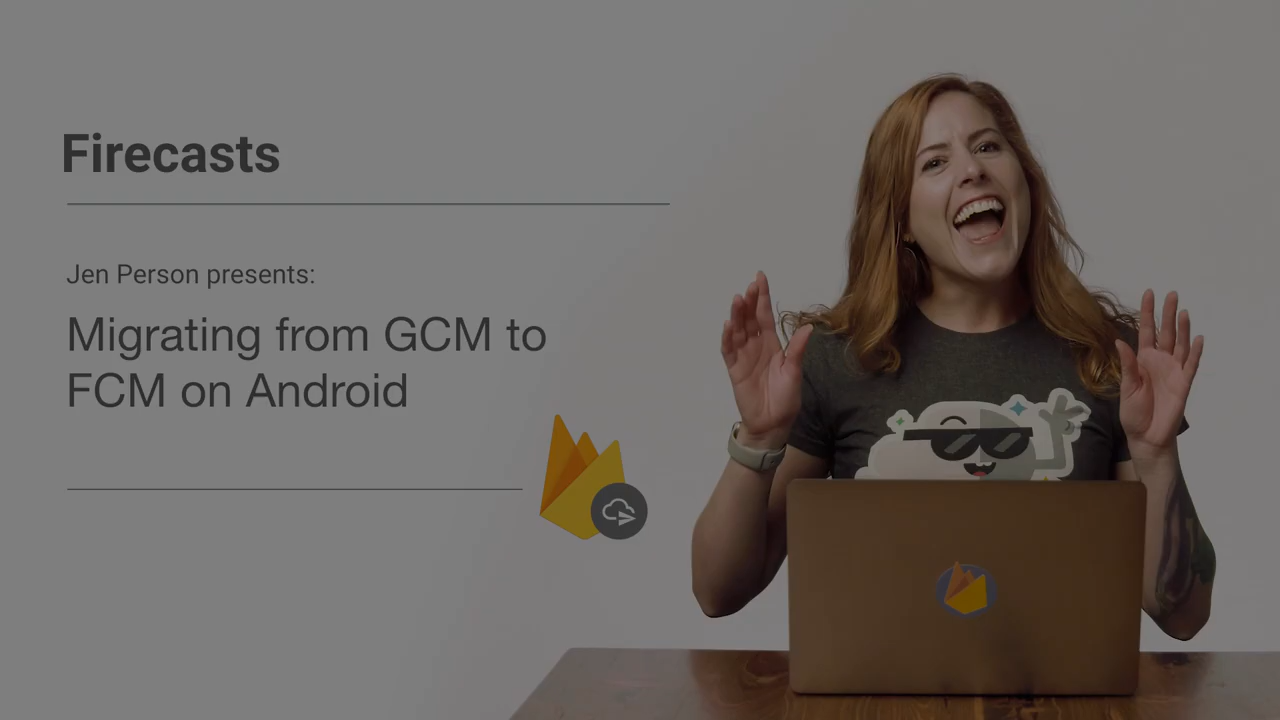 Firecasts
Jen Person presents:
Migrating from GCM to
FCM on Android